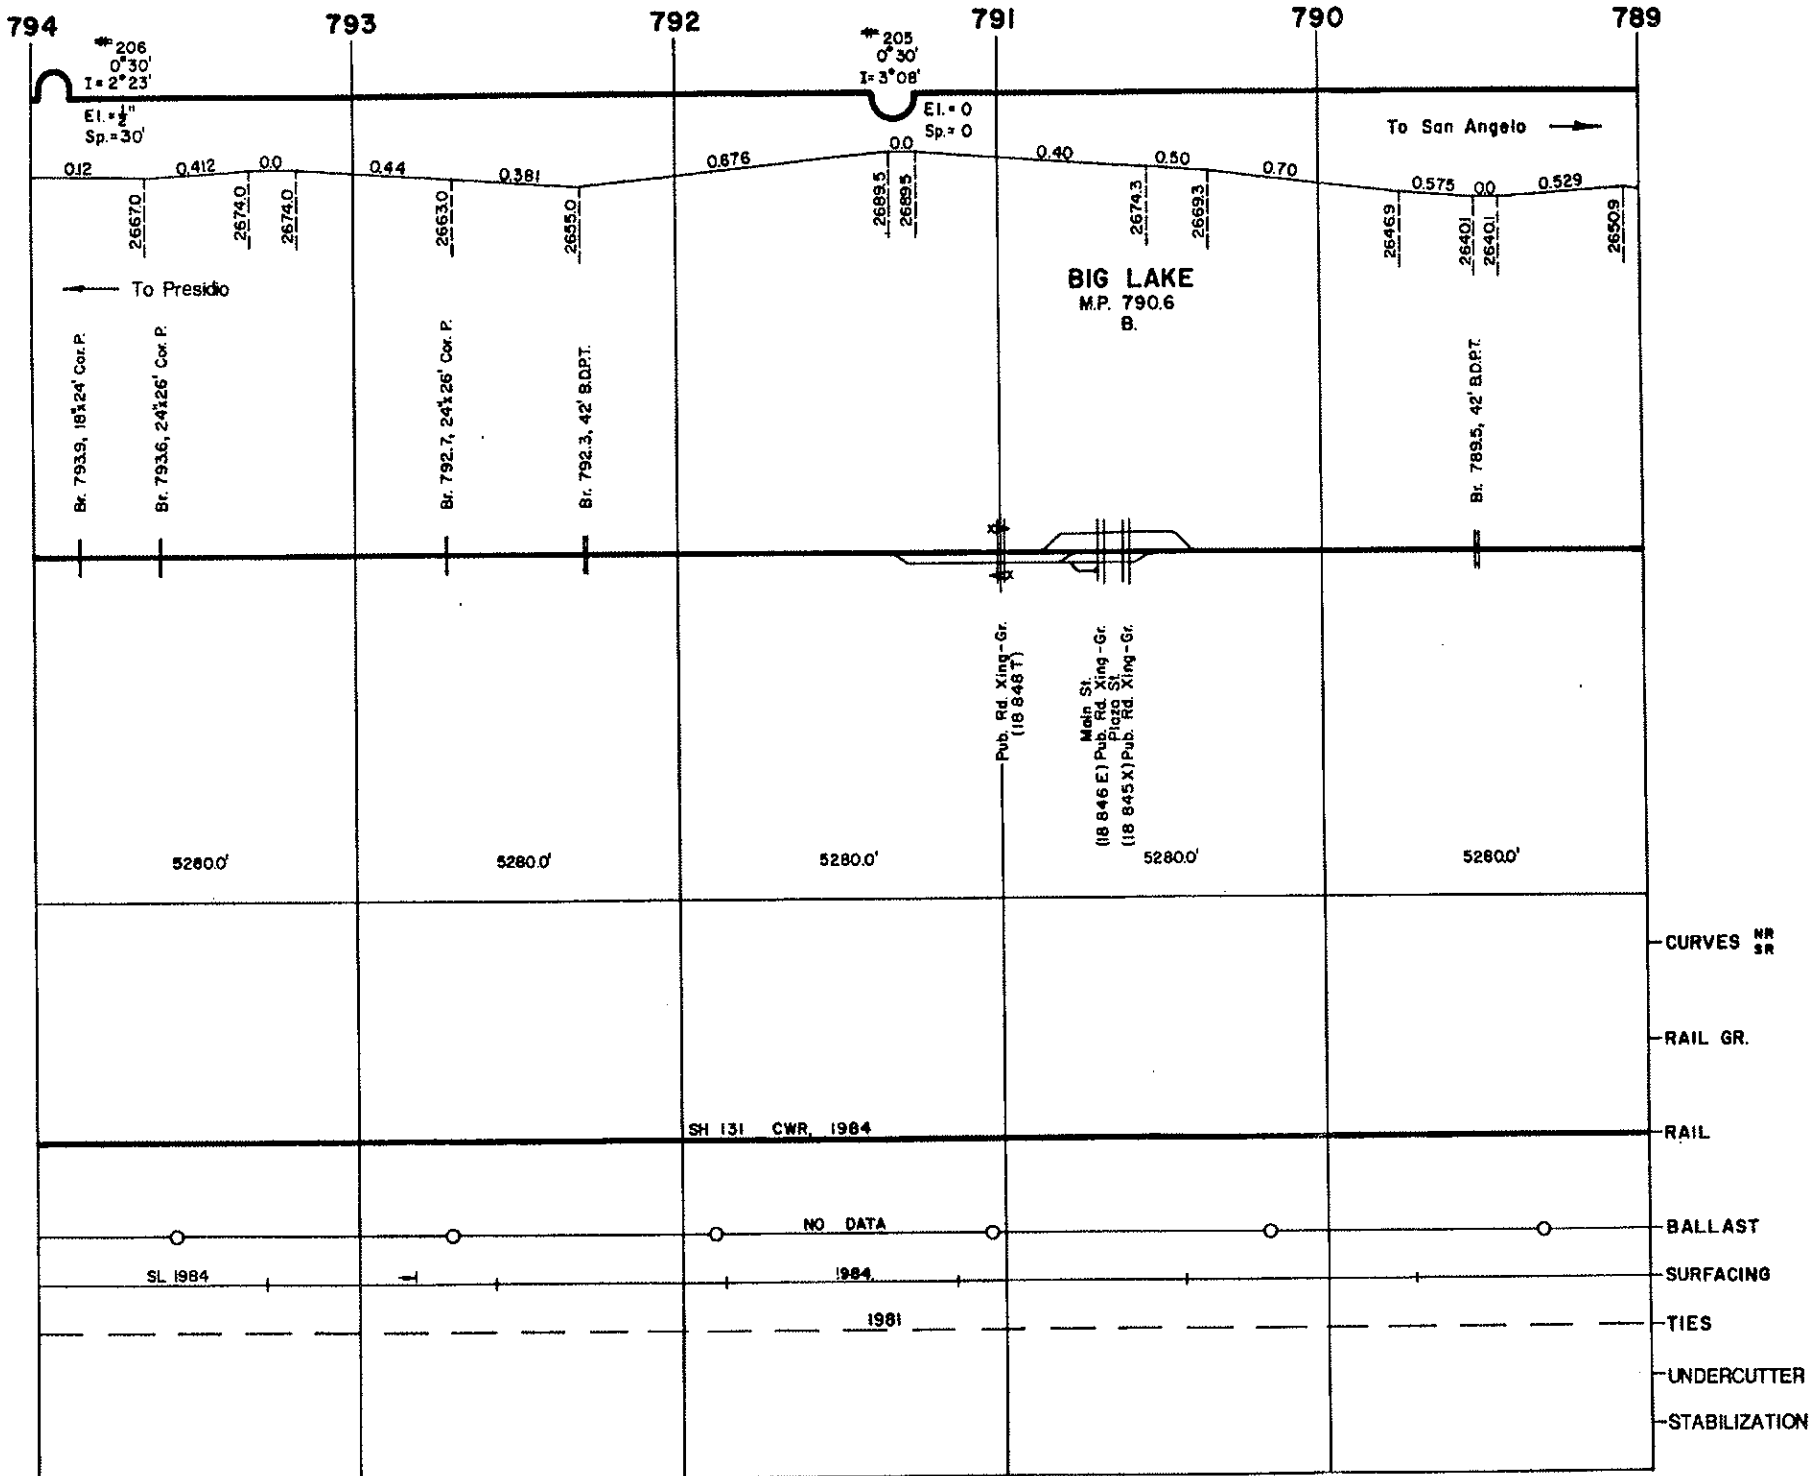 794 793 792 791 790 789
# 206
0°30'
I=2°23'
El.=½"
Sp.=30'
# 205
0°30'
I=3°08'
El.=0
Sp.=0
To San Angelo
0.12 0.412 0.0 0.44 0.381 0.676 0.0 0.40 0.50 0.70 0.575 0.0 0.529
2667.0 2674.0 2674.0 2663.0 2655.0 2689.5 2689.5 2674.3 2669.3 2646.9 2640.1 2640.1 2650.9
To Presidio
BIG LAKE
M.P. 790.6
B.
Br. 793.9, 18"x24' Cor. P.
Br. 793.6, 24"x26' Cor. P.
Br. 792.7, 24"x26' Cor. P.
Br. 792.3, 42' B.D.P.T.
Br. 789.5, 42' B.D.P.T.
X
X
Pub. Rd. Xing-Gr.
(18 848 T)
Main St.
(18 846 E) Pub. Rd. Xing-Gr.
Plaza St.
(18 845 X) Pub. Rd. Xing-Gr.
5280.0' 5280.0' 5280.0' 5280.0' 5280.0'
CURVES NR
SR
RAIL GR.
SH 131 CWR, 1984
RAIL
NO DATA
BALLAST
SL 1984
1984
SURFACING
1981
TIES
UNDERCUTTER
STABILIZATION